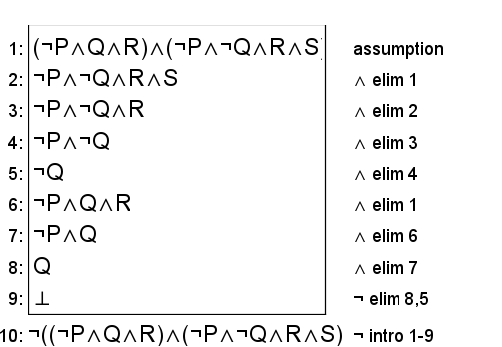 1: (¬P∧Q∧R)∧(¬P∧¬Q∧R∧S) assumption
2: ¬P∧¬Q∧R∧S ∧ elim 1
3: ¬P∧¬Q∧R ∧ elim 2
4: ¬P∧¬Q ∧ elim 3
5: ¬Q ∧ elim 4
6: ¬P∧Q∧R ∧ elim 1
7: ¬P∧Q ∧ elim 6
8: Q ∧ elim 7
9: ⊥ ¬ elim 8,5
10: ¬((¬P∧Q∧R)∧(¬P∧¬Q∧R∧S) ¬ intro 1-9